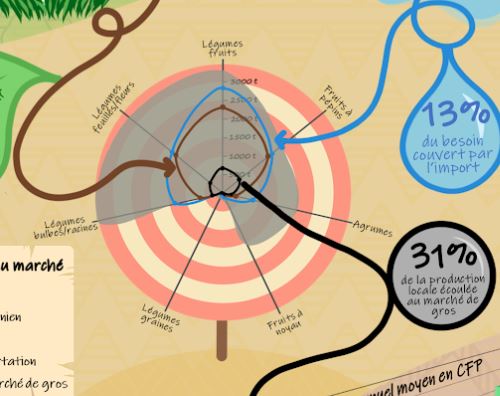 Légumes
fruits
3000 t
2500 t
2000 t
1500 t
1000 t
Légumes
feuilles/fleurs
Fruits à
pépins
13%
du besoin
couvert par
l'import
Légumes
bulbes/racines
Agrumes
31%
de la production
locale écoulée
au marché de
gros
Légumes
graines
Fruits à
noyau
u marché
nien
tation
rché de gros
uel moyen en CFP